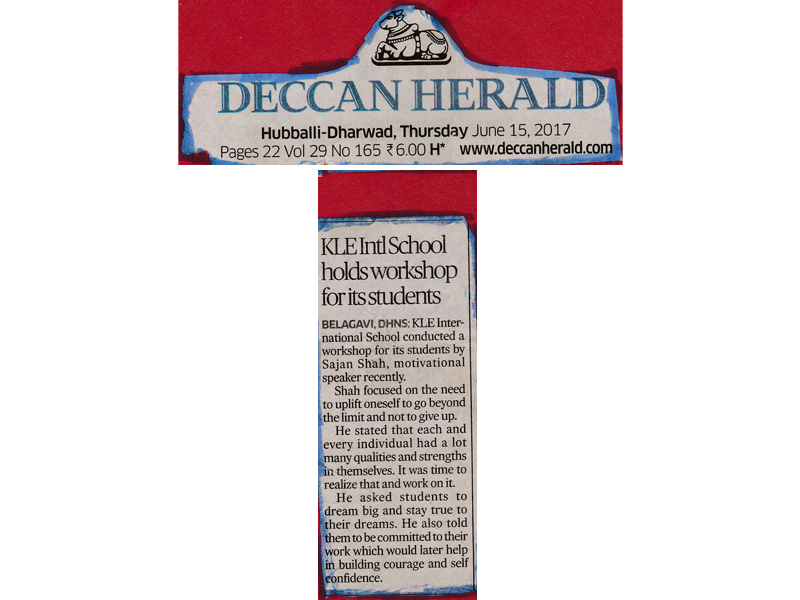 DECCAN HERALD
Hubballi-Dharwad, Thursday June 15, 2017
Pages 22 Vol 29 No 165 ₹6.00 H* www.deccanherald.com
KLE Intl School
holds workshop
for its students
BELAGAVI, DHNS: KLE Inter-
national School conducted a
workshop for its students by
Sajan Shah, motivational
speaker recently.
Shah focused on the need
to uplift oneself to go beyond
the limit and not to give up.
He stated that each and
every individual had a lot
many qualities and strengths
in themselves. It was time to
realize that and work on it.
He asked students to
dream big and stay true to
their dreams. He also told
them to be committed to their
work which would later help
in building courage and self
confidence.